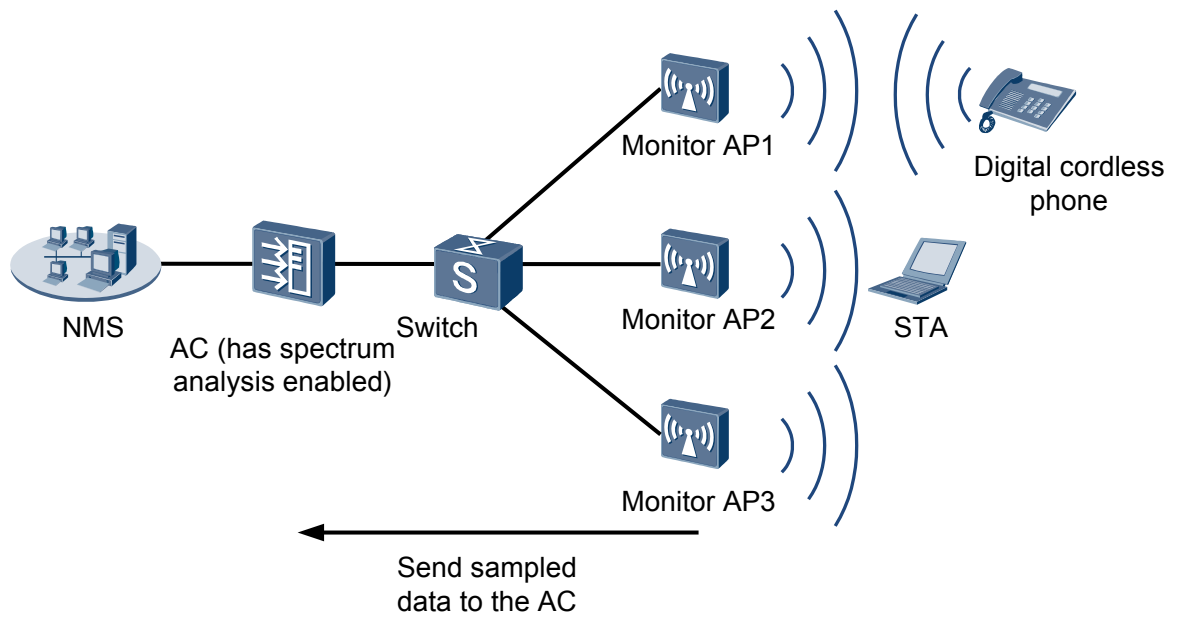 Monitor AP1
Digital cordless
phone
NMS
AC (has spectrum
analysis enabled)
S
Switch
Monitor AP2
STA
Monitor AP3
Send sampled
data to the AC